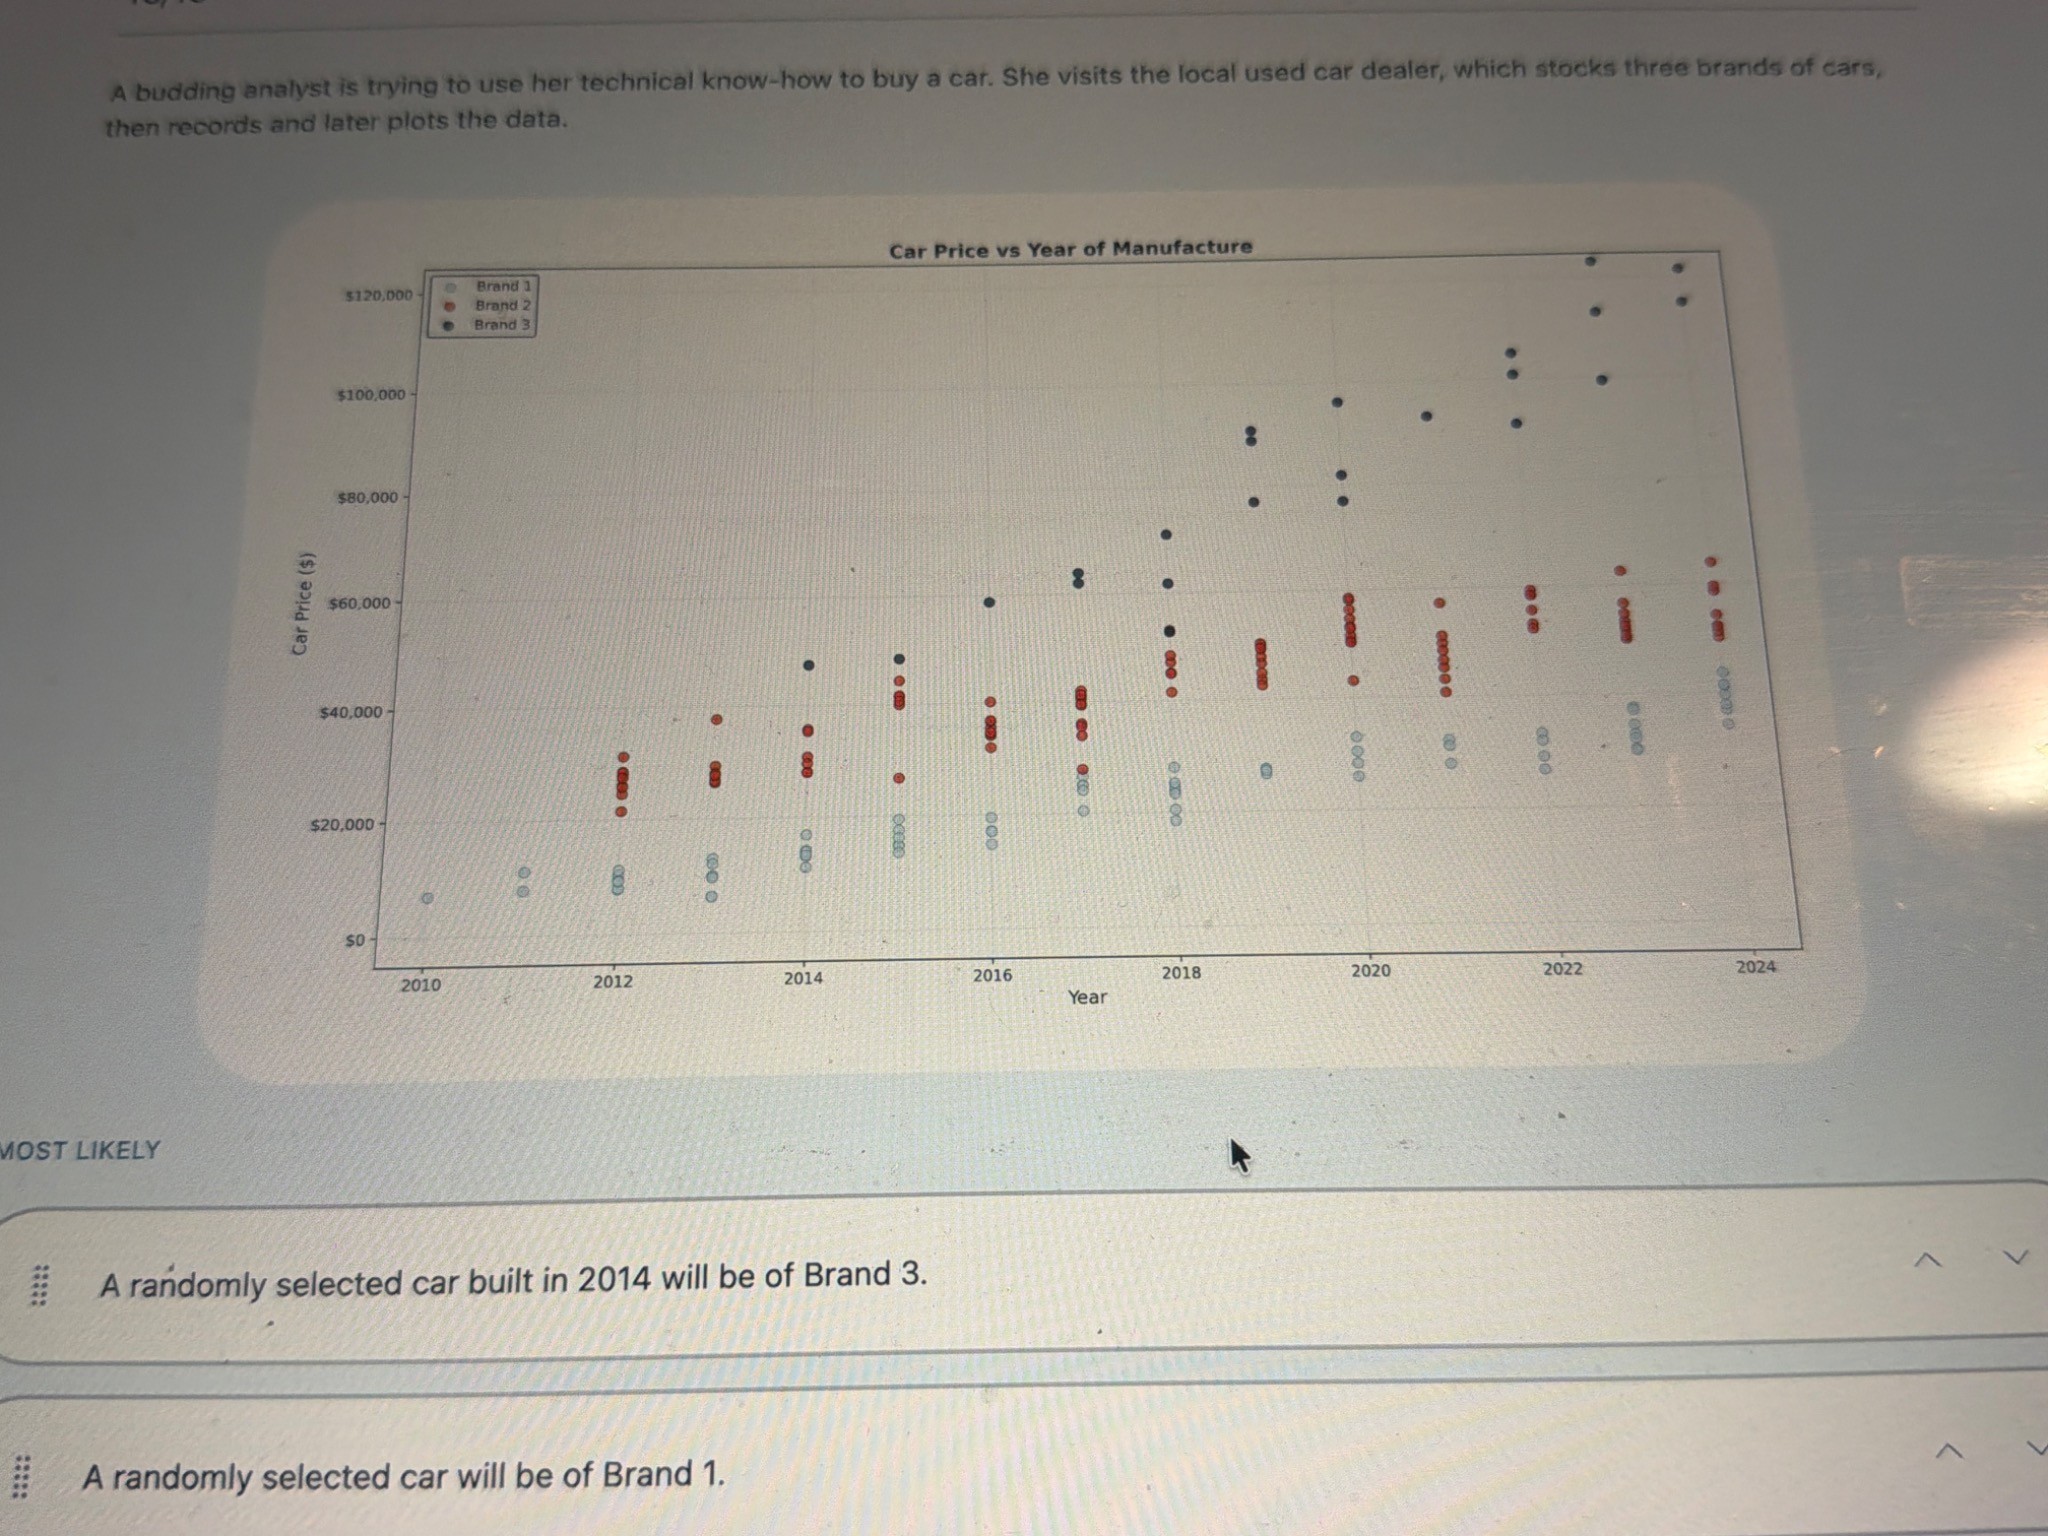 A budding analyst is trying to use her technical know-how to buy a car. She visits the local used car dealer, which stocks three brands of cars,
then records and later plots the data.
Car Price vs Year of Manufacture
Brand 1
Brand 2
Brand 3
$120,000
$100,000
$80,000
$60,000
$40,000
$20,000
$0
Car Price ($)
2010
2012
2014
2016
2018
2020
2022
2024
Year
MOST LIKELY
A randomly selected car built in 2014 will be of Brand 3.
A randomly selected car will be of Brand 1.